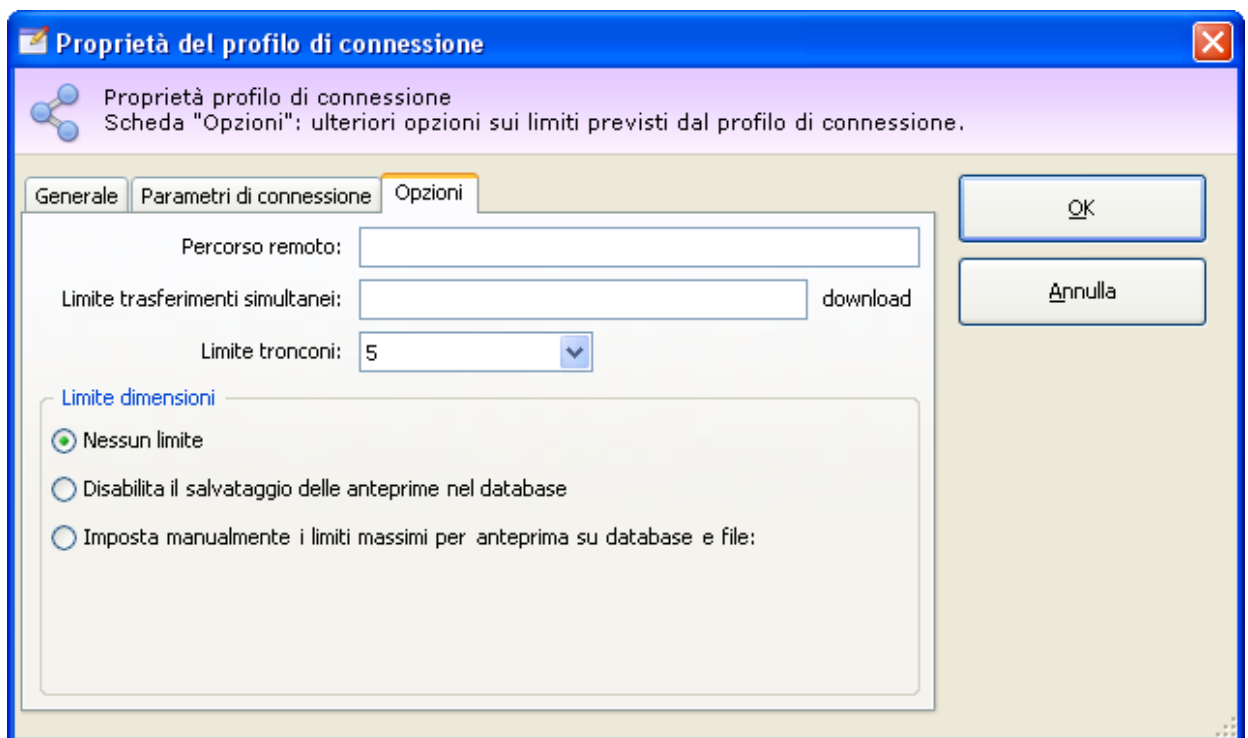 Proprietà del profilo di connessione
Proprietà profilo di connessione
Scheda "Opzioni": ulteriori opzioni sui limiti previsti dal profilo di connessione.
Generale
Parametri di connessione
Opzioni
OK
Percorso remoto:
Annulla
Limite trasferimenti simultanei:
download
Limite tronconi:
5
Limite dimensioni
Nessun limite
Disabilita il salvataggio delle anteprime nel database
Imposta manualmente i limiti massimi per anteprima su database e file: